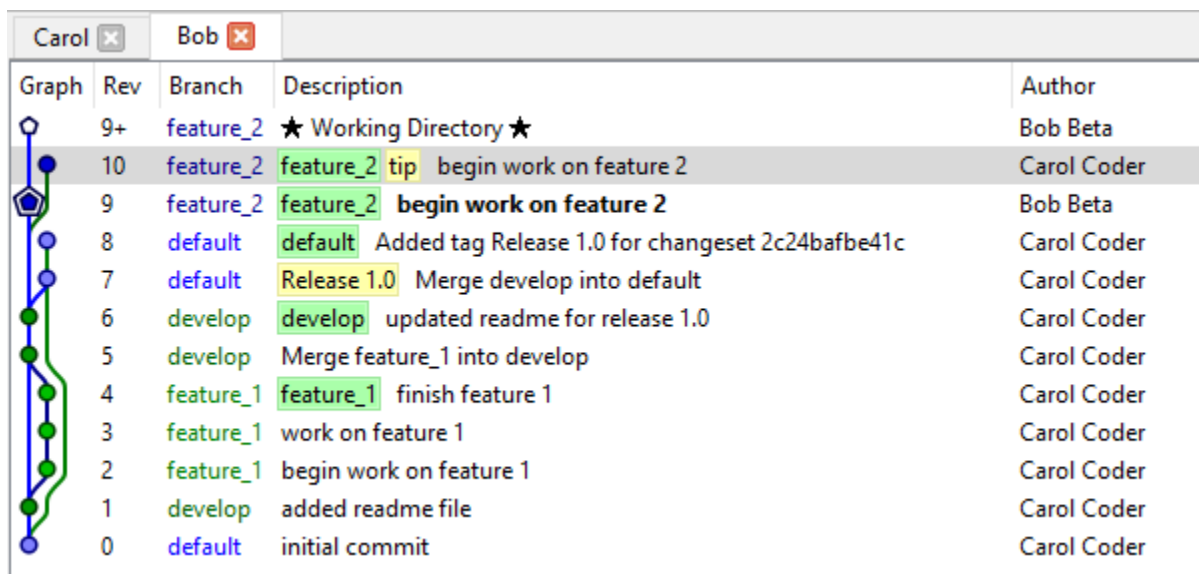 Carol Bob
Graph Rev Branch Description Author
9+ feature_2 ★ Working Directory ★ Bob Beta
10 feature_2 feature_2 tip begin work on feature 2 Carol Coder
9 feature_2 feature_2 begin work on feature 2 Bob Beta
8 default default Added tag Release 1.0 for changeset 2c24bafbe41c Carol Coder
7 default Release 1.0 Merge develop into default Carol Coder
6 develop develop updated readme for release 1.0 Carol Coder
5 develop Merge feature_1 into develop Carol Coder
4 feature_1 feature_1 finish feature 1 Carol Coder
3 feature_1 work on feature 1 Carol Coder
2 feature_1 begin work on feature 1 Carol Coder
1 develop added readme file Carol Coder
0 default initial commit Carol Coder